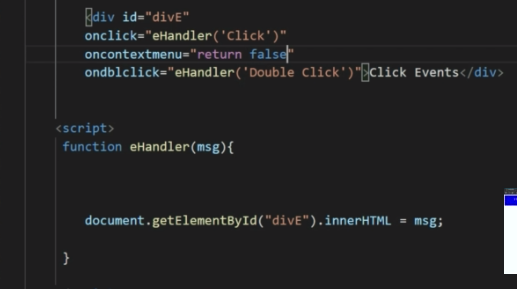 <div id="divE"
onclick="eHandler('Click')"
oncontextmenu="return false"
ondblclick="eHandler('Double Click')">Click Events</div>
<script>
function eHandler(msg){
document.getElementById("divE").innerHTML = msg;
}